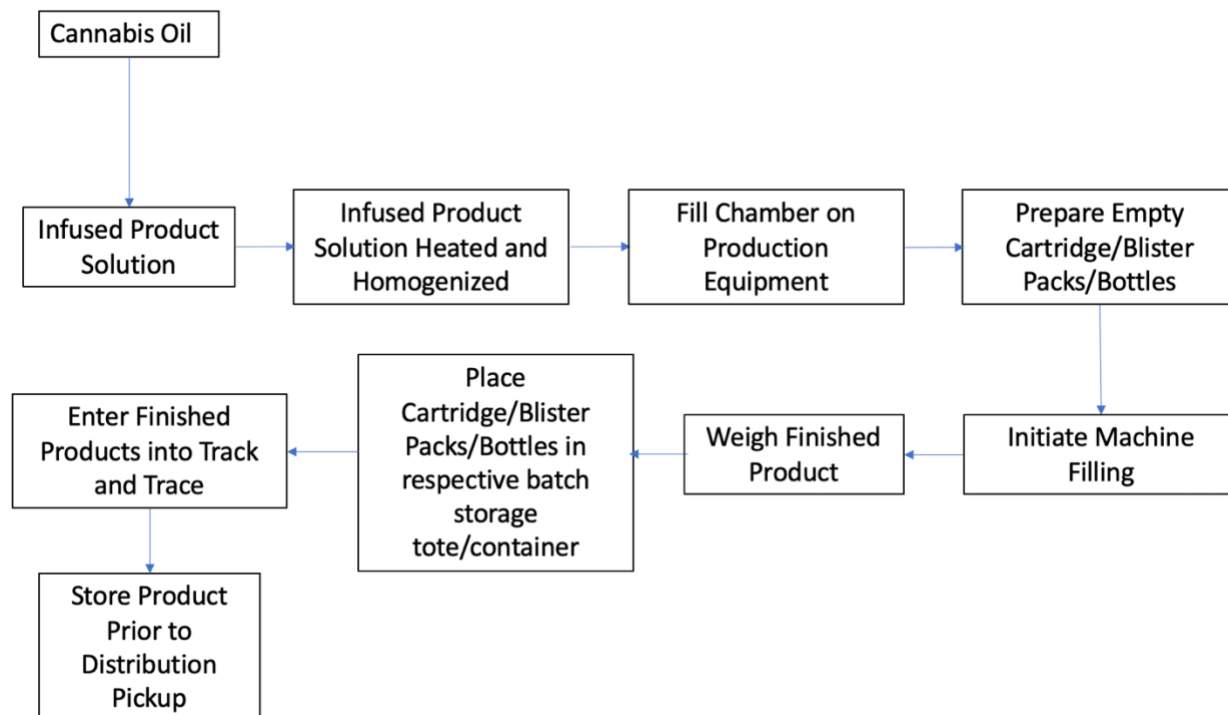 Cannabis Oil
Infused Product
Solution
Infused Product
Solution Heated and
Homogenized
Fill Chamber on
Production
Equipment
Prepare Empty
Cartridge/Blister
Packs/Bottles
Initiate Machine
Filling
Weigh Finished
Product
Place
Cartridge/Blister
Packs/Bottles in
respective batch
storage
tote/container
Enter Finished
Products into Track
and Trace
Store Product
Prior to
Distribution
Pickup